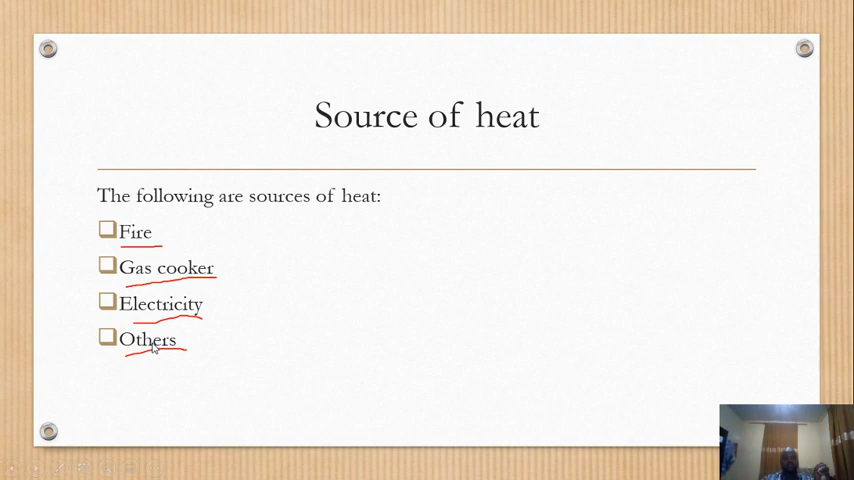 Source of heat
The following are sources of heat:
Fire
Gas cooker
Electricity
Others